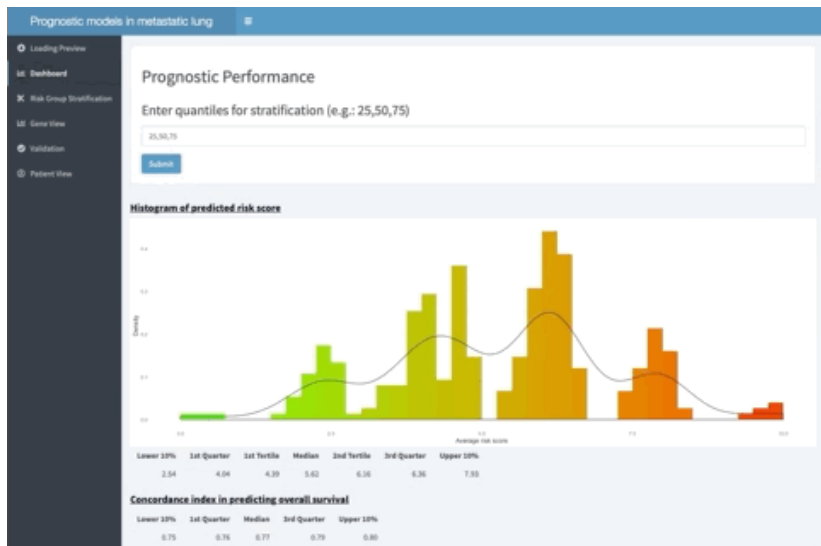 Prognostic models in metastatic lung
Loading Preview
Dashboard
Risk Group Stratification
Gene View
Validation
Patient View
Prognostic Performance
Enter quantiles for stratification (e.g.: 25,50,75)
25,50,75
Submit
Histogram of predicted risk score
Density
Average risk score
Lower 10% 1st Quarter 1st Tertile Median 2nd Tertile 3rd Quarter Upper 10%
2.54 4.04 4.39 5.62 6.16 6.36 7.93
Concordance index in predicting overall survival
Lower 10% 1st Quarter Median 3rd Quarter Upper 10%
0.75 0.76 0.77 0.79 0.80